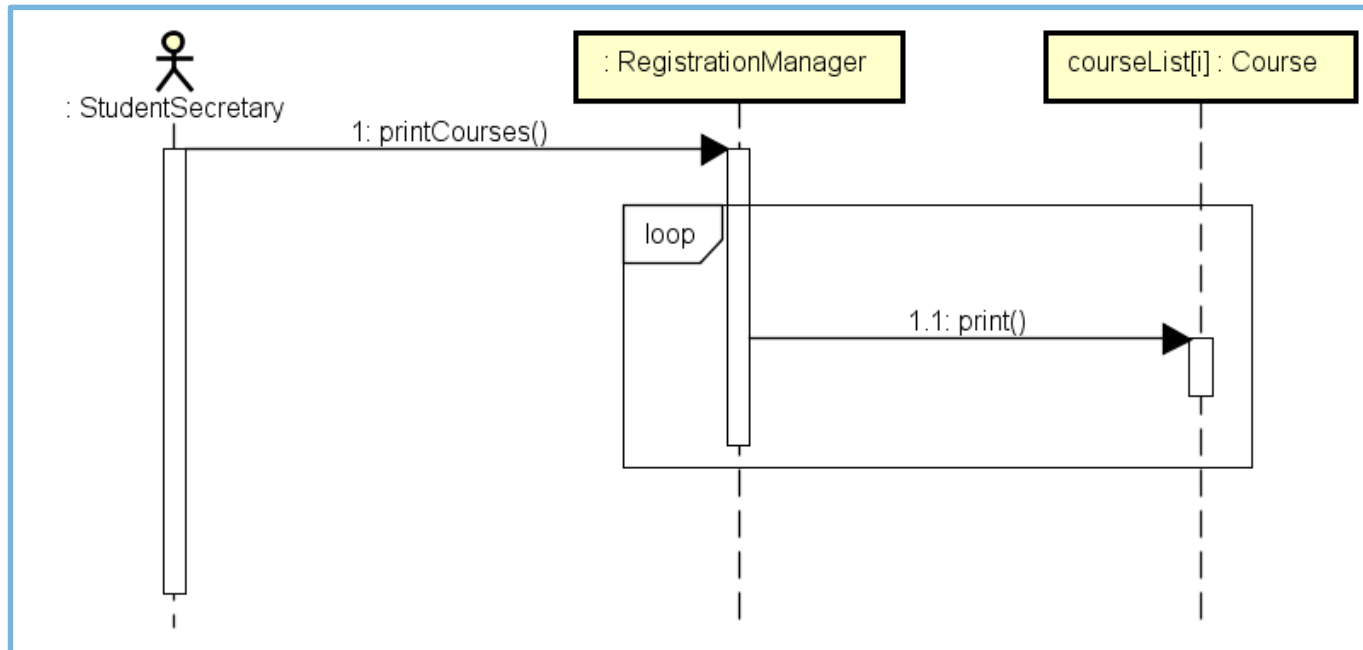 : RegistrationManager
courseList[i] : Course
: StudentSecretary
1: printCourses()
loop
1.1: print()